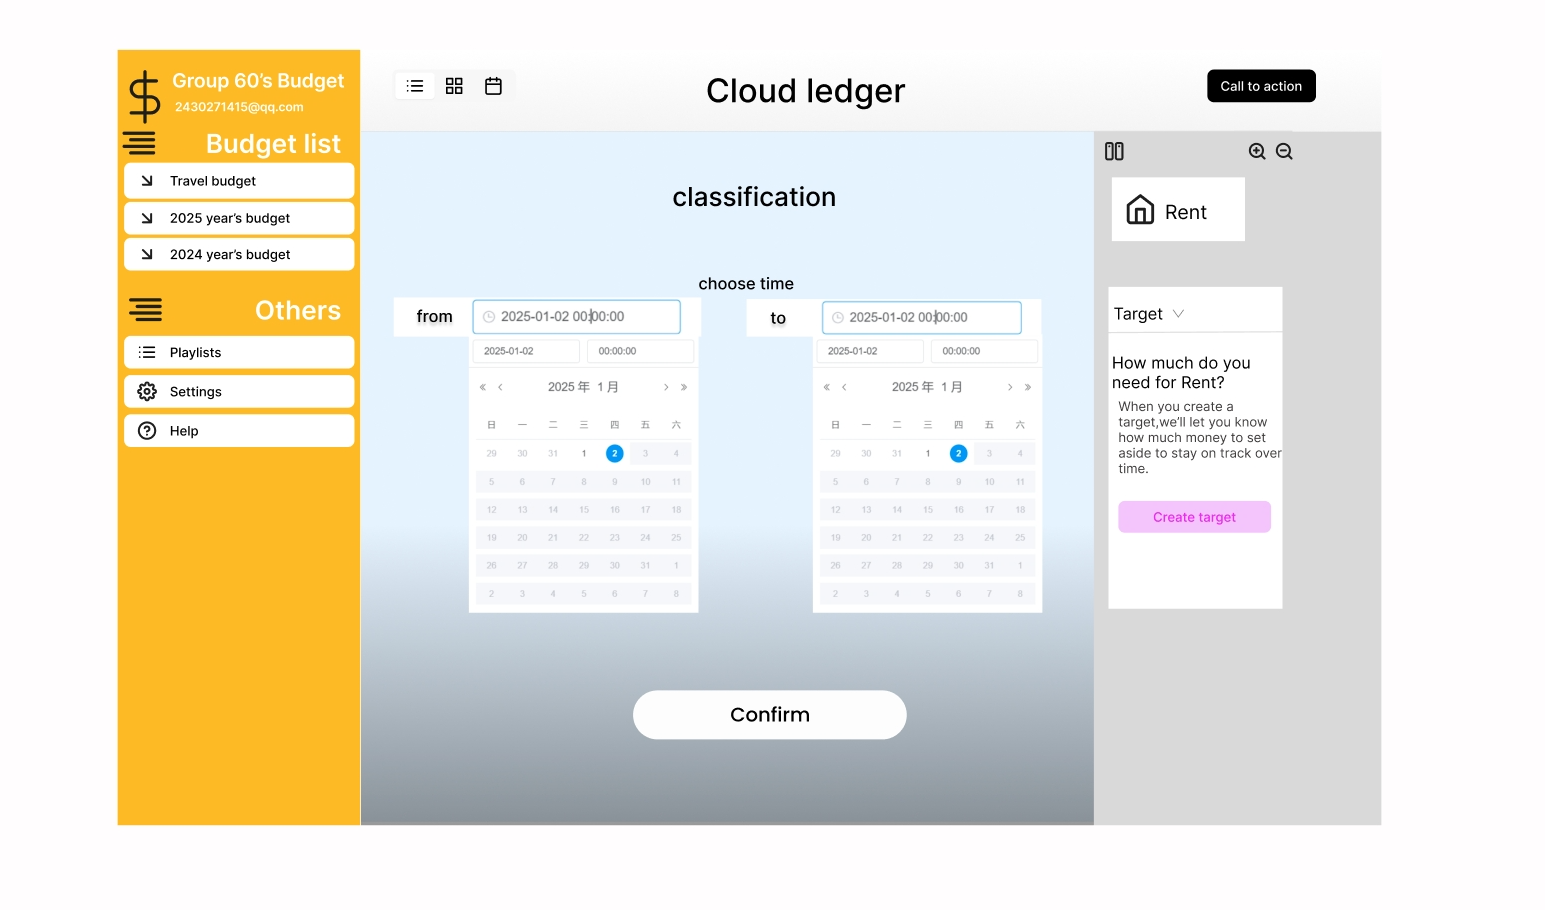 Group 60's Budget
2430271415@qq.com
Budget list
Travel budget
2025 year's budget
2024 year's budget
Others
Playlists
Settings
Help
Cloud ledger
Call to action
classification
choose time
from
2025-01-02 00:00:00
2025-01-02 00:00:00
« ‹ 2025 年 1 月 › »
日 一 二 三 四 五 六
29 30 31 1 2 3 4
5 6 7 8 9 10 11
12 13 14 15 16 17 18
19 20 21 22 23 24 25
26 27 28 29 30 31 1
2 3 4 5 6 7 8
to
2025-01-02 00:00:00
2025-01-02 00:00:00
« ‹ 2025 年 1 月 › »
日 一 二 三 四 五 六
29 30 31 1 2 3 4
5 6 7 8 9 10 11
12 13 14 15 16 17 18
19 20 21 22 23 24 25
26 27 28 29 30 31 1
2 3 4 5 6 7 8
Confirm
Rent
Target
How much do you
need for Rent?
When you create a
target,we'll let you know
how much money to set
aside to stay on track over
time.
Create target